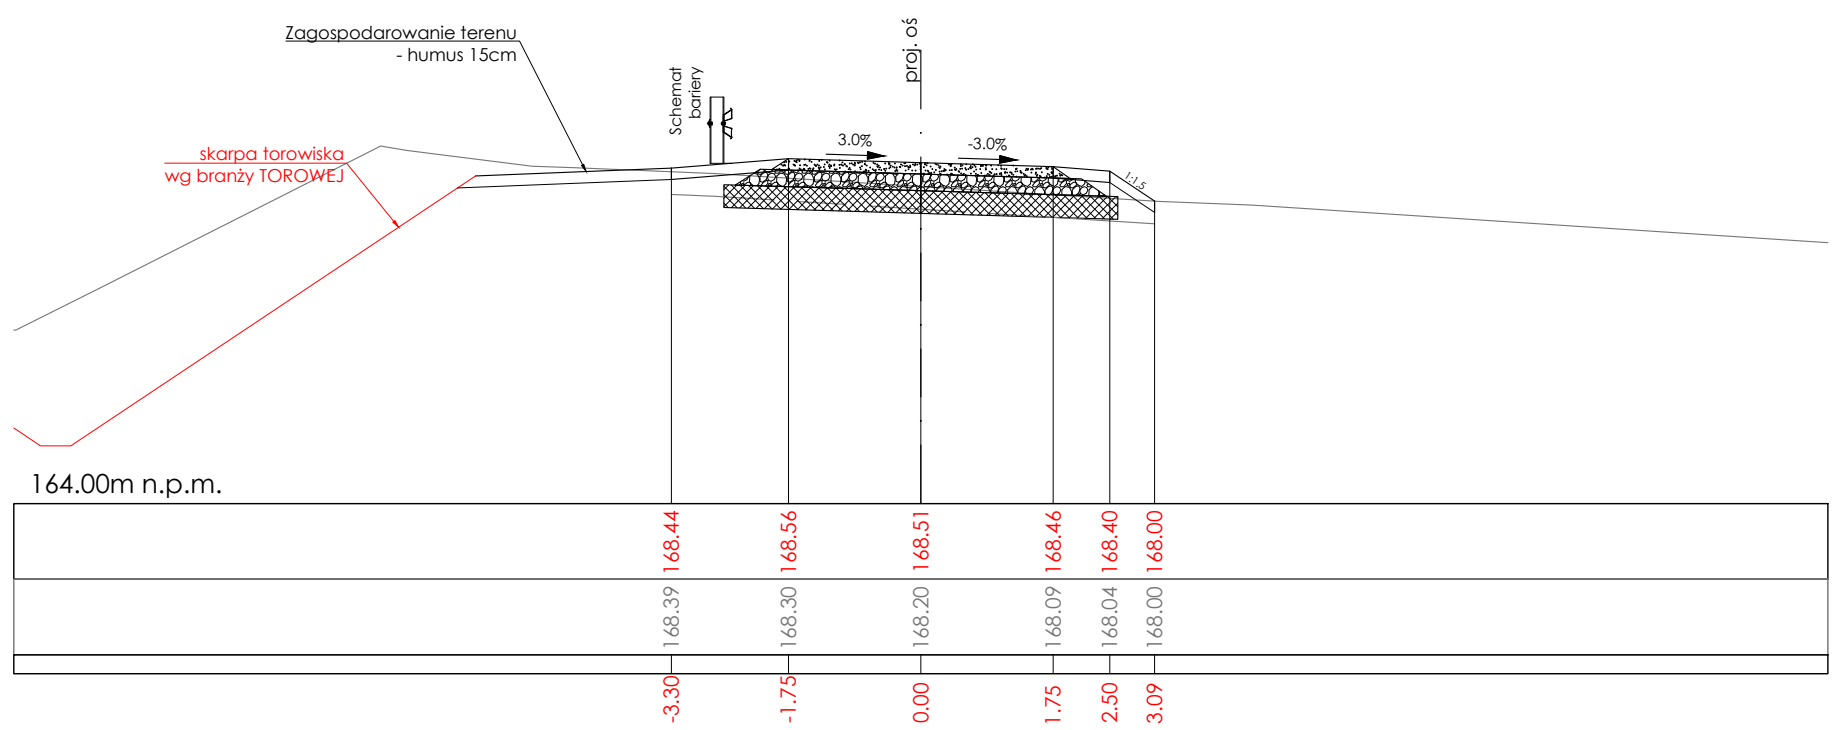 Zagospodarowanie terenu
- humus 15cm
proj. oś
Schemat
bariery
skarpa torowiska
wg branży TOROWEJ
3.0%
-3.0%
1:1,5
164.00m n.p.m.
168.44 168.56 168.51 168.46 168.40 168.00
168.39 168.30 168.20 168.09 168.04 168.00
-3.30 -1.75 0.00 1.75 2.50 3.09